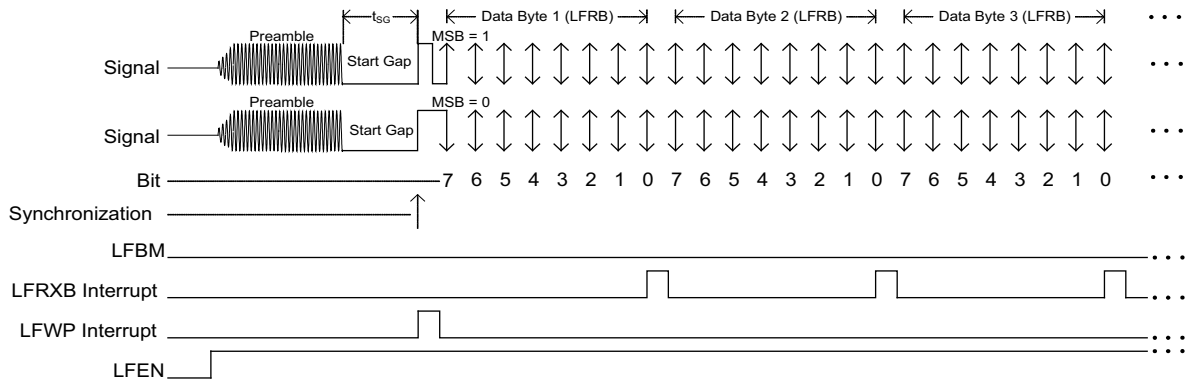 tSG Data Byte 1 (LFRB) Data Byte 2 (LFRB) Data Byte 3 (LFRB) • • •
Preamble MSB = 1
Signal Start Gap • • •
Preamble MSB = 0
Signal Start Gap • • •
Bit 7 6 5 4 3 2 1 0 7 6 5 4 3 2 1 0 7 6 5 4 3 2 1 0 • • •
Synchronization
LFBM • • •
LFRXB Interrupt • • •
LFWP Interrupt • • •
LFEN • • •